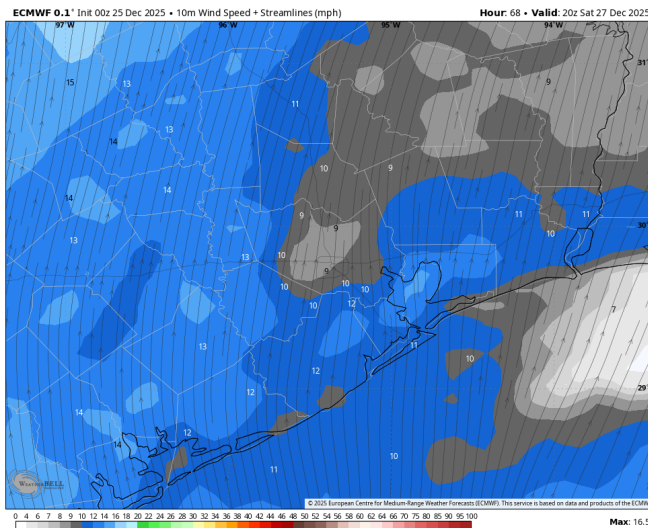 ECMWF 0.1° Init 00z 25 Dec 2025 • 10m Wind Speed + Streamlines (mph)
Hour: 68 • Valid: 20z Sat 27 Dec 2025
97°W 96°W 95°W 94°W
31°
15 13 11 9
14 13
10 9
14 14
9 11 11
13 9 10 30°
13 10
9
10 10 10
10 12
7
13 11
10
12 29°
12
14
12
14
11 10
WEATHERBELL
© 2025 European Centre for Medium-Range Weather Forecasts (ECMWF). This service is based on data and products of the ECMW
0 4 6 7 8 9 10 12 14 16 18 20 22 24 26 28 30 32 34 36 38 40 42 44 46 48 50 52 54 56 58 60 62 64 66 68 70 75 80 85 90 95 100
Max: 16.5